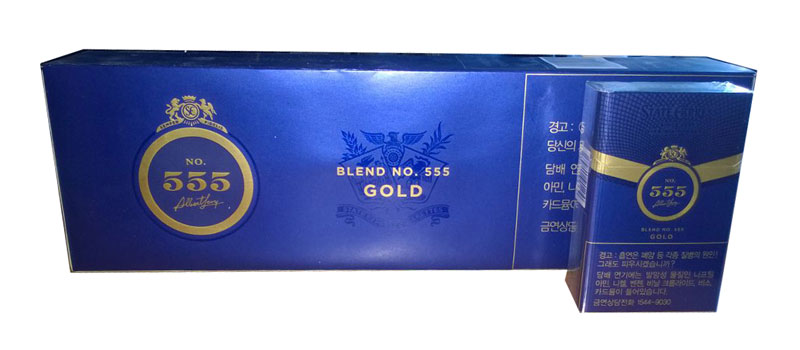 SEMPER FIDELIS
NO.
555
Albert Young
BLEND NO. 555
GOLD
경고 :
당신의
담배 연
아민, 니
카드뮴이
금연상담
NO.
555
BLEND NO. 555
GOLD
경고 : 흡연은 폐암 등 각종 질병의 원인!
그래도 피우시겠습니까?
담배 연기에는 발암성 물질인 나프틸
아민, 니켈, 벤젠, 비닐 크롤라이드, 비소,
카드뮴이 들어있습니다.
금연상담전화 1544-9030